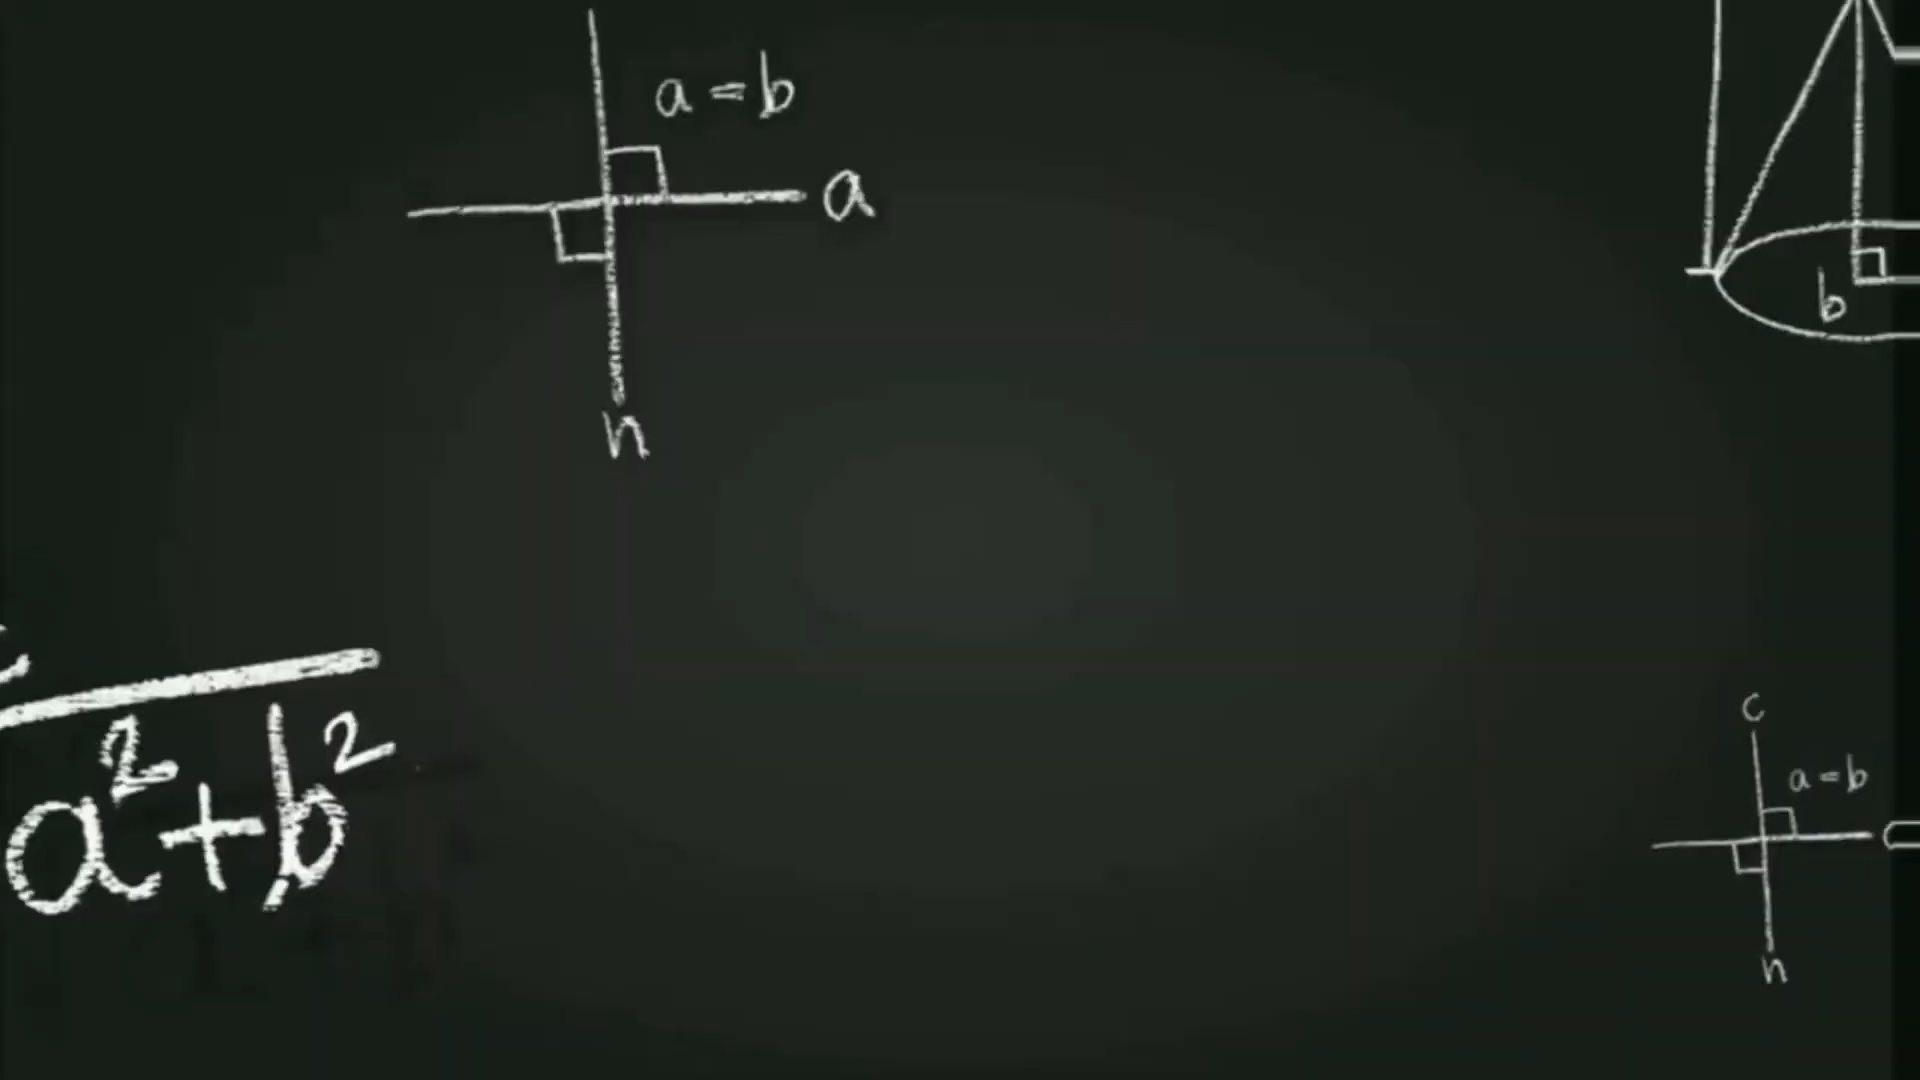 a = b
a
n
b
a²+b²
c
a = b
n